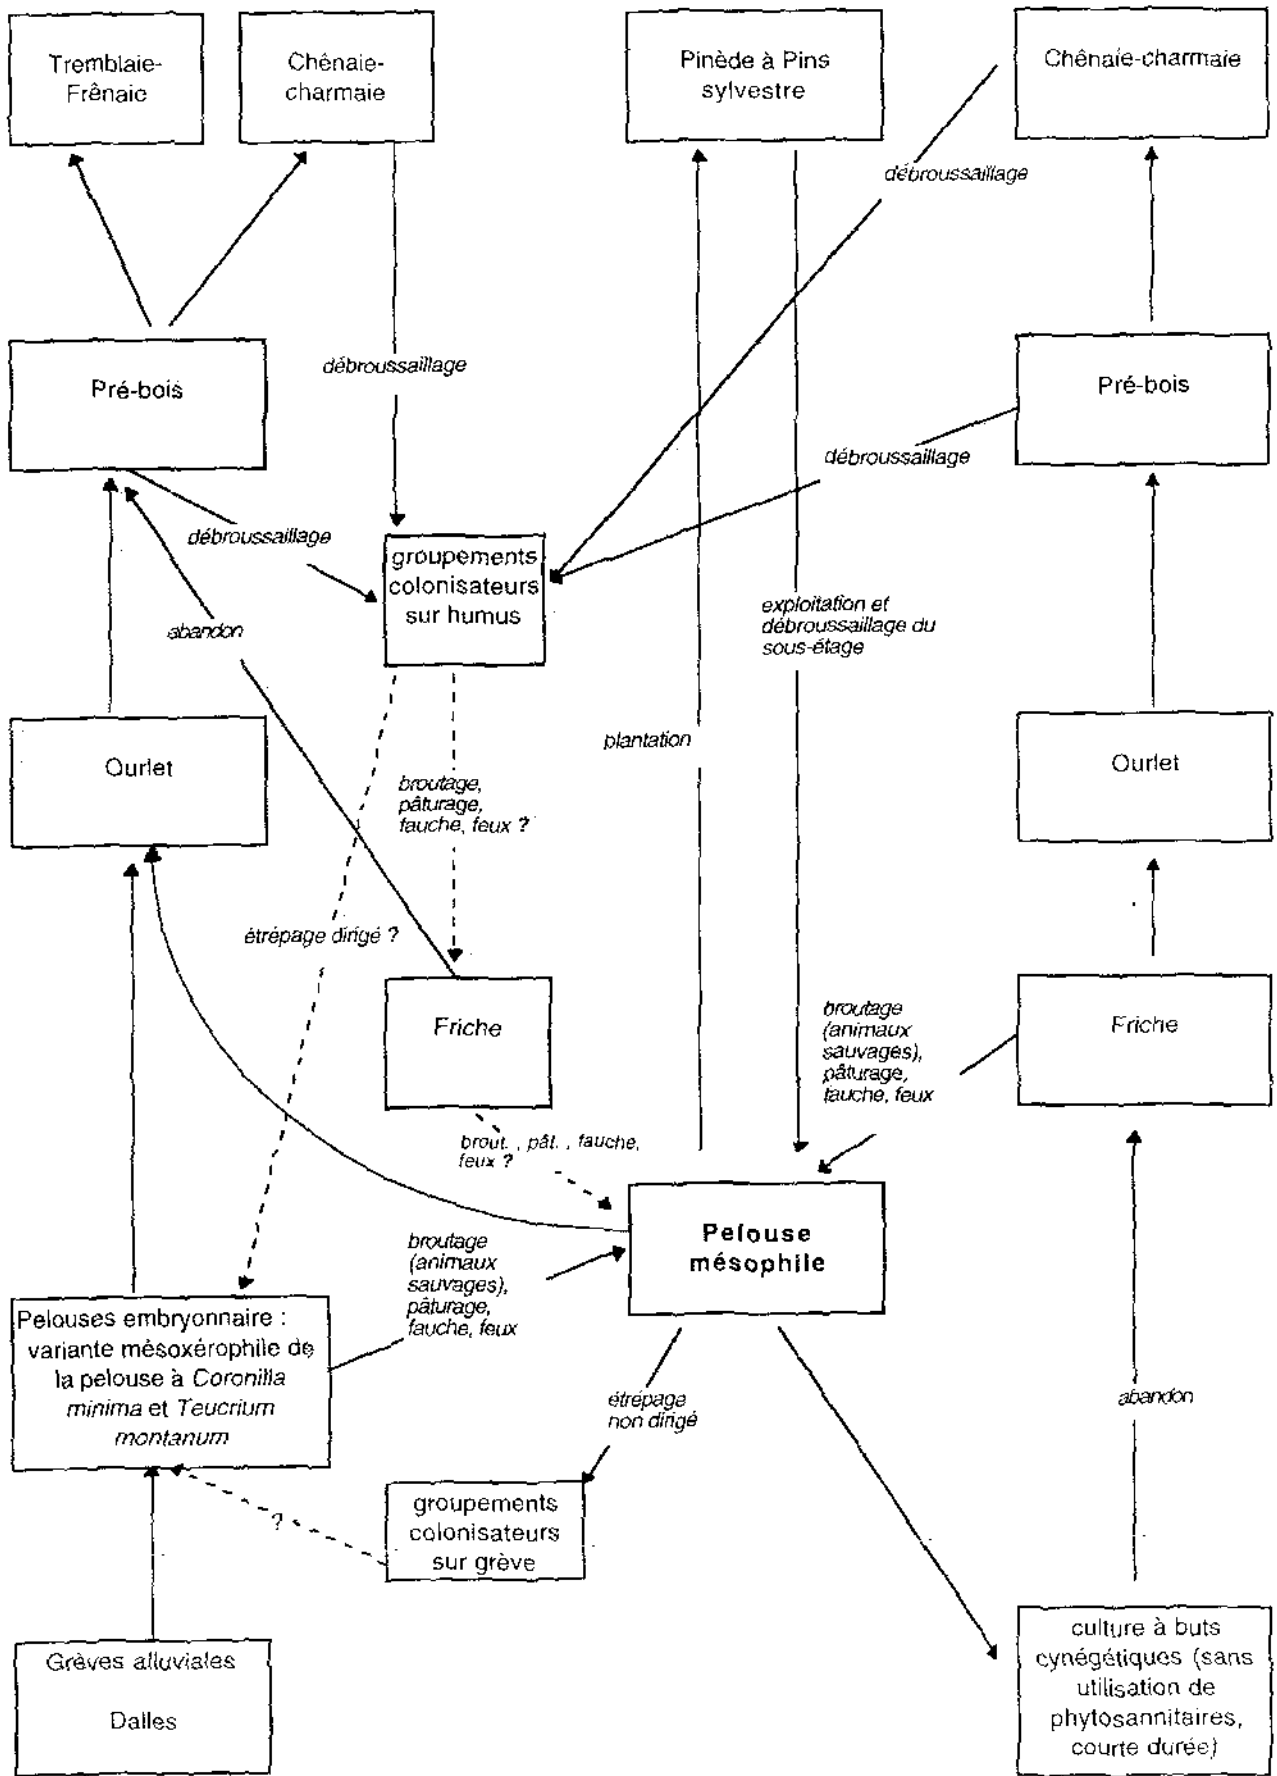 Tremblaie-
Frênaie
Chênaie-
charmaie
Pinède à Pins
sylvestre
Chênaie-charmaie
débroussaillage
débroussaillage
Pré-bois
Pré-bois
débroussaillage
débroussaillage
groupements
colonisateurs
sur humus
exploitation et
débroussaillage du
sous-étage
abandon
plantation
Ourlet
Ourlet
broutage,
pâturage,
fauche, feux ?
étrépage dirigé ?
Friche
Friche
broutage
(animaux
sauvages),
pâturage,
fauche, feux
brout. , pât. , fauche,
feux ?
Pelouse
mésophile
broutage
(animaux
sauvages),
pâturage,
fauche, feux
Pelouses embryonnaire :
variante mésoxérophile de
la pelouse à Coronilla
minima et Teucrium
montanum
étrépage
non dirigé
abandon
groupements
colonisateurs
sur grève
?
Grèves alluviales
Dalles
culture à buts
cynégétiques (sans
utilisation de
phytosannitaires,
courte durée)